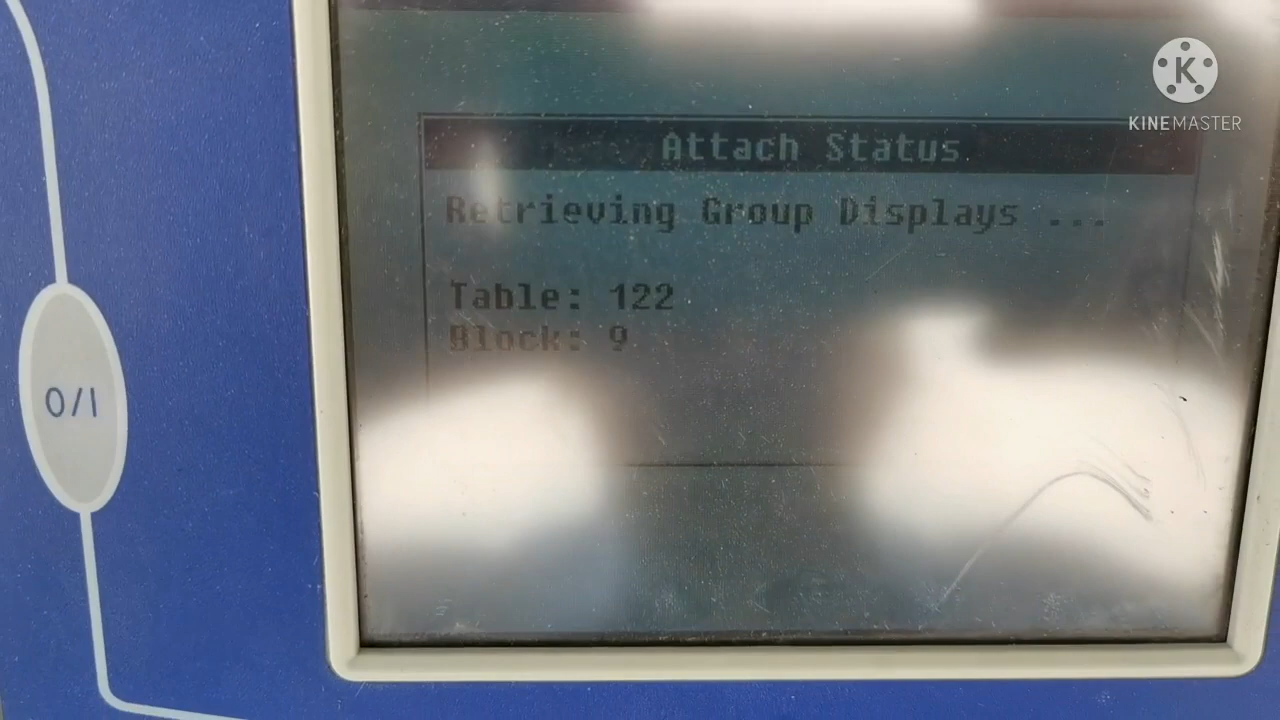 K
KINEMASTER
Attach Status
Retrieving Group Displays ...
Table: 122
Block: 9
0/I